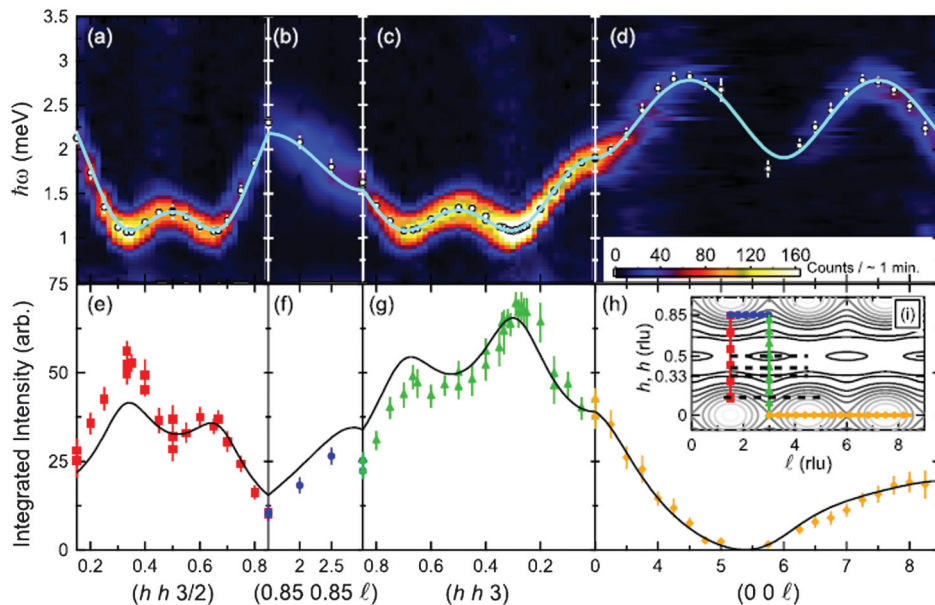 (a) (b) (c) (d)
3.5
3
2.5
2
1.5
1
ħω (meV)
0 40 80 120 160
Counts / ~ 1 min.
75
50
25
0
Integrated Intensity (arb.)
(e) (f) (g) (h) (i)
0.85
0.5
0.33
0
h, h (rlu)
0 2 4 6 8
ℓ (rlu)
0.2 0.4 0.6 0.8 2 2.5 0.8 0.6 0.4 0.2 0 4 5 6 7 8
(h h 3/2) (0.85 0.85 ℓ) (h h 3) (0 0 ℓ)